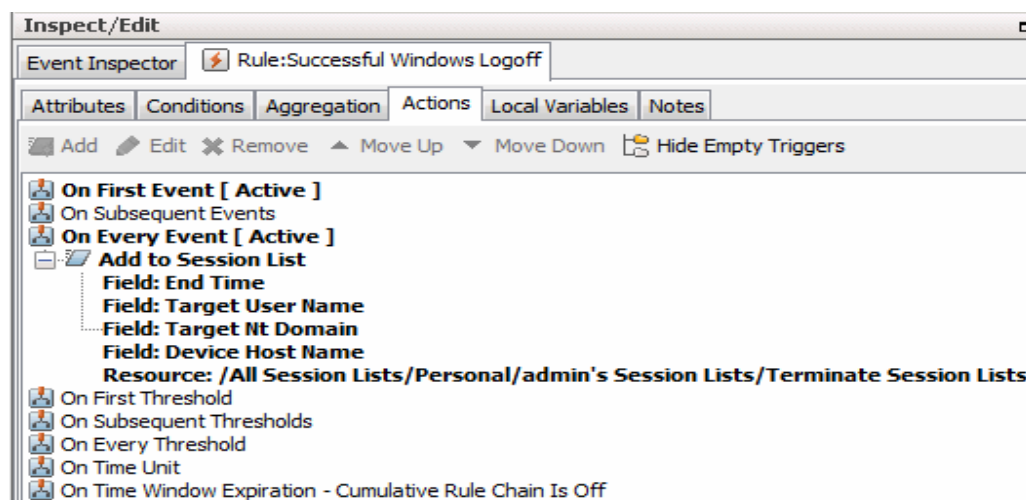 Inspect/Edit
Event Inspector Rule:Successful Windows Logoff
Attributes Conditions Aggregation Actions Local Variables Notes
Add Edit Remove Move Up Move Down Hide Empty Triggers
On First Event [ Active ]
On Subsequent Events
On Every Event [ Active ]
Add to Session List
Field: End Time
Field: Target User Name
Field: Target Nt Domain
Field: Device Host Name
Resource: /All Session Lists/Personal/admin's Session Lists/Terminate Session Lists
On First Threshold
On Subsequent Thresholds
On Every Threshold
On Time Unit
On Time Window Expiration - Cumulative Rule Chain Is Off